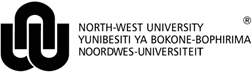 ®
NORTH-WEST UNIVERSITY
YUNIBESITI YA BOKONE-BOPHIRIMA
NOORDWES-UNIVERSITEIT